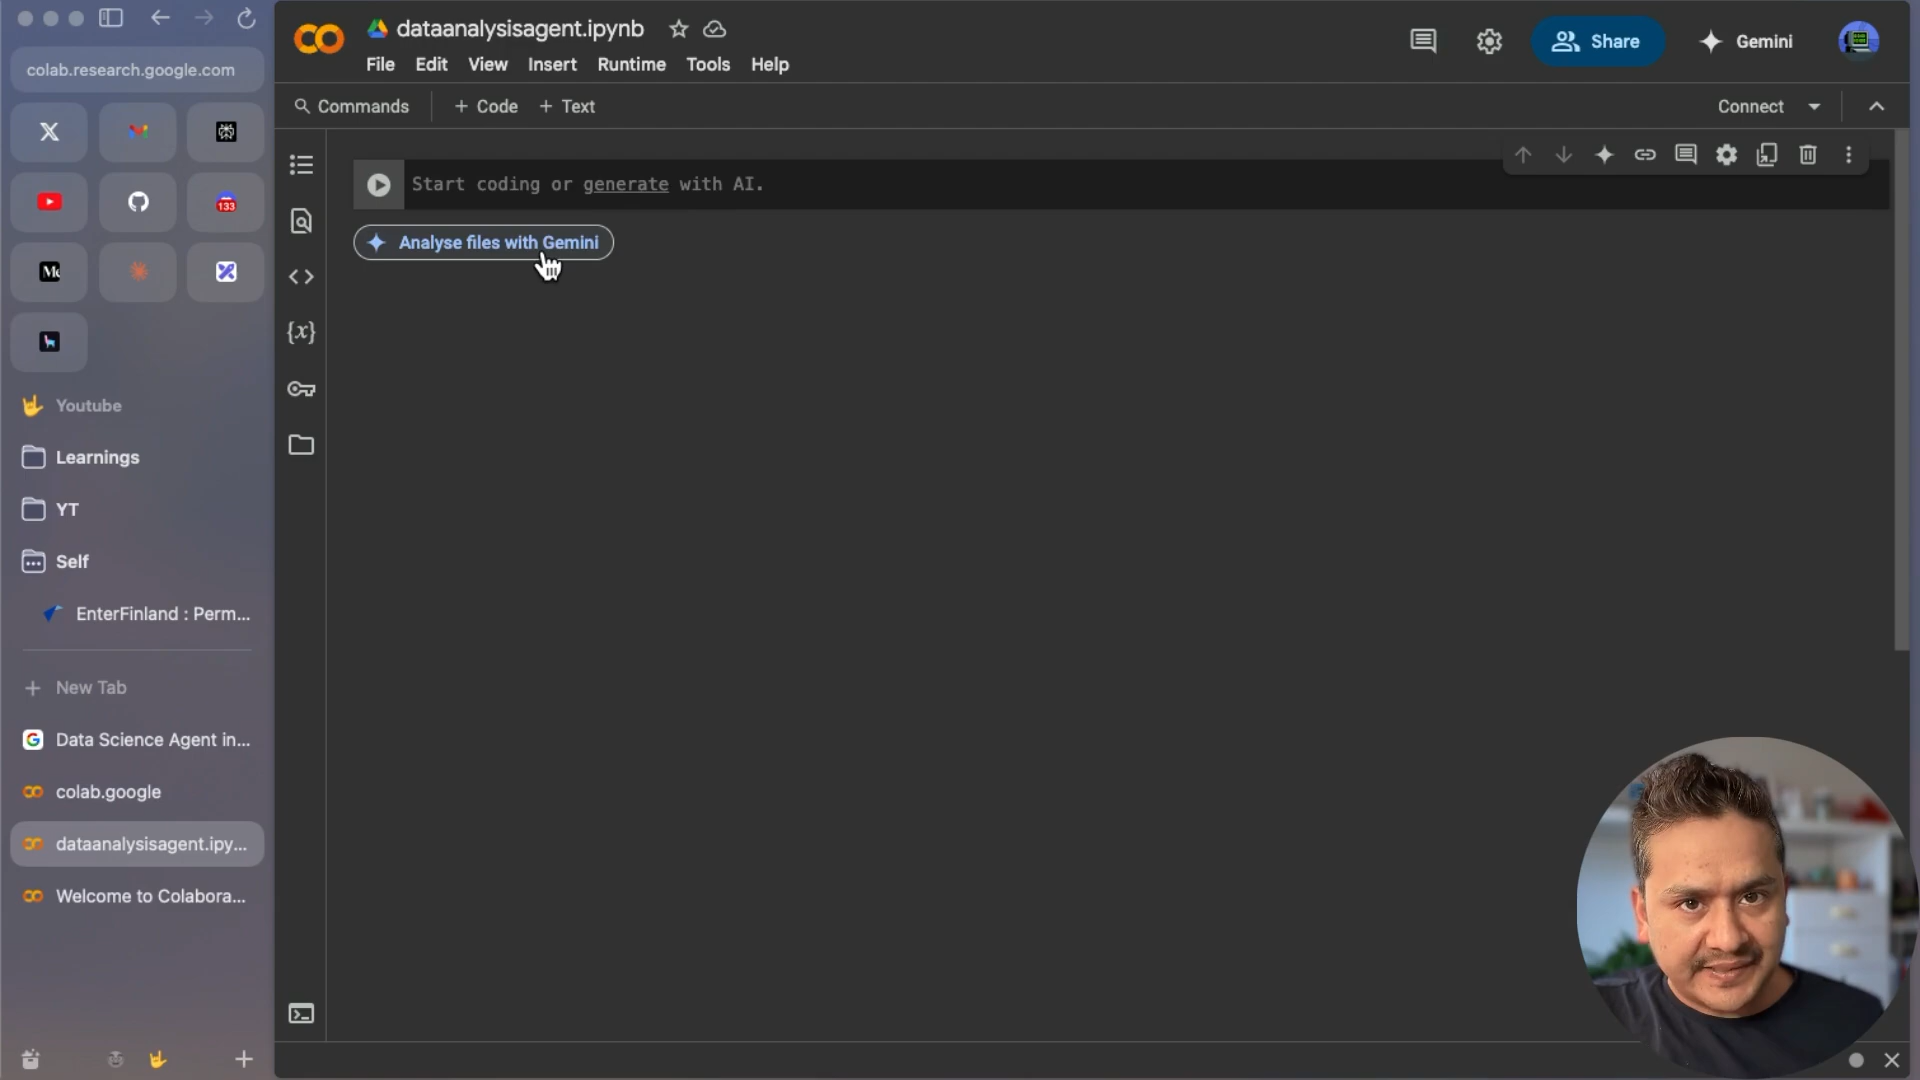 colab.research.google.com
133
Youtube
Learnings
YT
Self
EnterFinland : Perm...
New Tab
Data Science Agent in...
colab.google
dataanalysisagent.ipy...
Welcome to Colabora...
dataanalysisagent.ipynb
File Edit View Insert Runtime Tools Help
Share
Gemini
Commands + Code + Text
Connect
Start coding or generate with AI.
Analyse files with Gemini